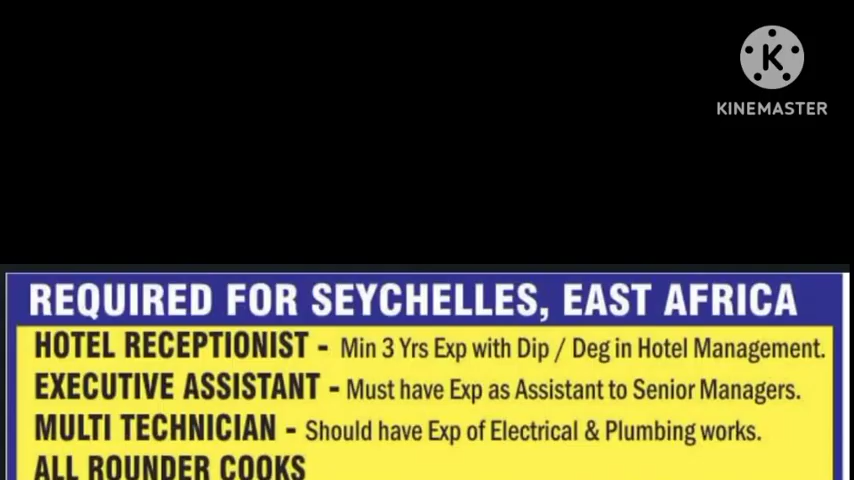 K
KINEMASTER
REQUIRED FOR SEYCHELLES, EAST AFRICA
HOTEL RECEPTIONIST - Min 3 Yrs Exp with Dip / Deg in Hotel Management.
EXECUTIVE ASSISTANT - Must have Exp as Assistant to Senior Managers.
MULTI TECHNICIAN - Should have Exp of Electrical & Plumbing works.
ALL ROUNDER COOKS